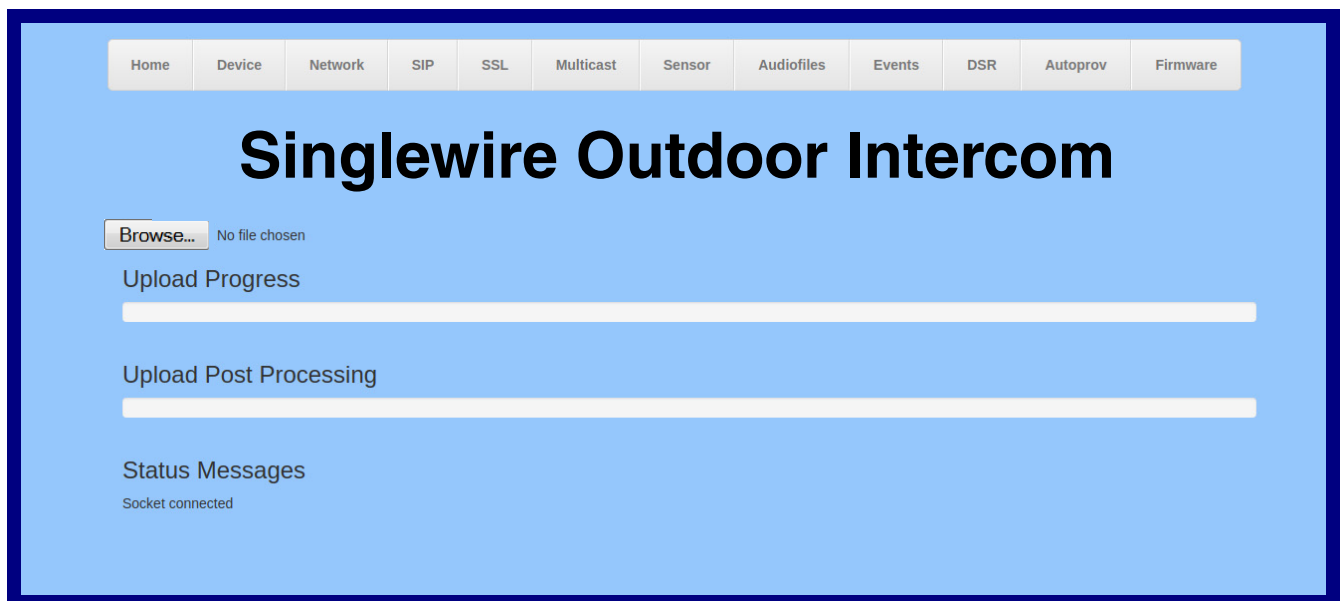 Home Device Network SIP SSL Multicast Sensor Audiofiles Events DSR Autoprov Firmware
Singlewire Outdoor Intercom
Browse... No file chosen
Upload Progress
Upload Post Processing
Status Messages
Socket connected